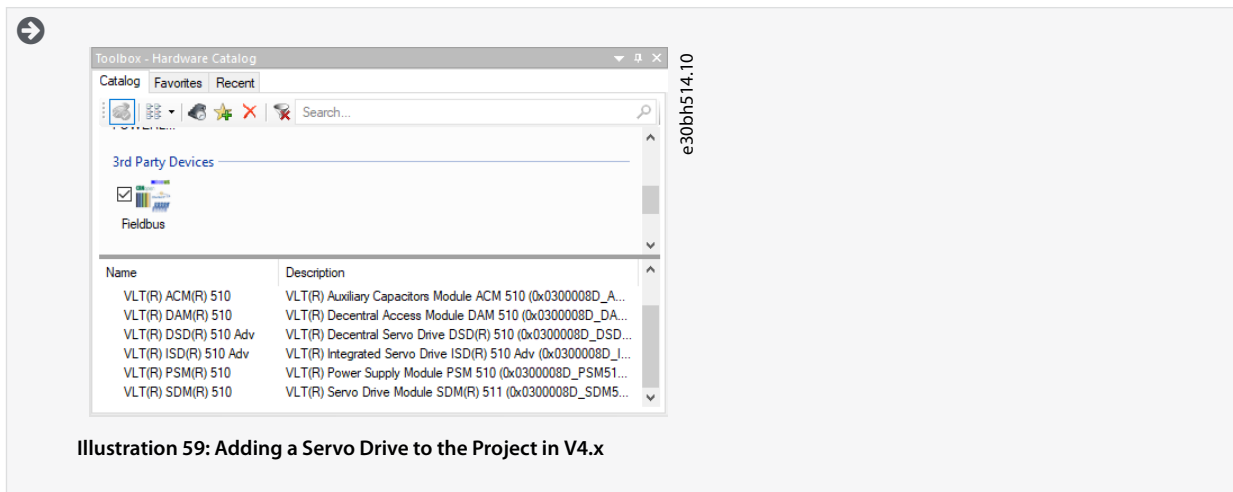 Toolbox - Hardware Catalog
Catalog Favorites Recent
Search...
3rd Party Devices
Fieldbus
Name Description
VLT(R) ACM(R) 510 VLT(R) Auxiliary Capacitors Module ACM 510 (0x0300008D_A...
VLT(R) DAM(R) 510 VLT(R) Decentral Access Module DAM 510 (0x0300008D_DA...
VLT(R) DSD(R) 510 Adv VLT(R) Decentral Servo Drive DSD(R) 510 (0x0300008D_DSD...
VLT(R) ISD(R) 510 Adv VLT(R) Integrated Servo Drive ISD(R) 510 Adv (0x0300008D_I...
VLT(R) PSM(R) 510 VLT(R) Power Supply Module PSM 510 (0x0300008D_PSM51...
VLT(R) SDM(R) 510 VLT(R) Servo Drive Module SDM(R) 511 (0x0300008D_SDM5...
e30bh514.10
Illustration 59: Adding a Servo Drive to the Project in V4.x